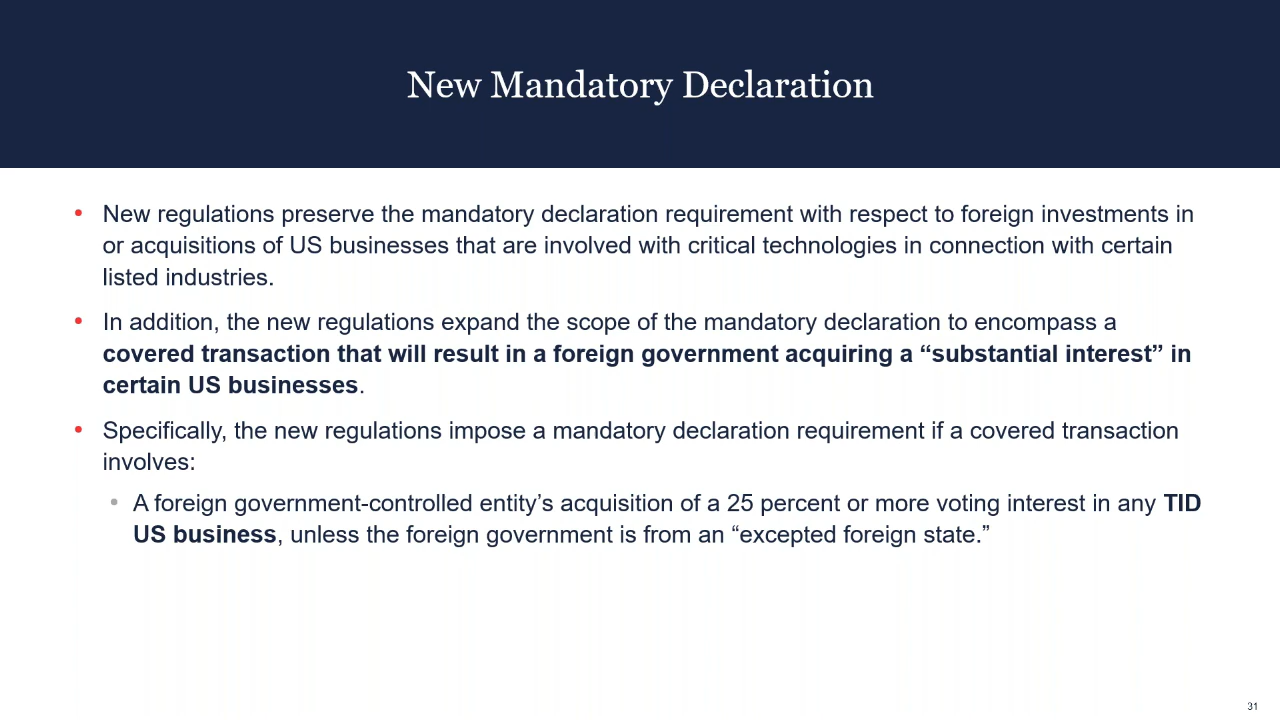 New Mandatory Declaration
• New regulations preserve the mandatory declaration requirement with respect to foreign investments in
or acquisitions of US businesses that are involved with critical technologies in connection with certain
listed industries.
• In addition, the new regulations expand the scope of the mandatory declaration to encompass a
covered transaction that will result in a foreign government acquiring a “substantial interest” in
certain US businesses.
• Specifically, the new regulations impose a mandatory declaration requirement if a covered transaction
involves:
• A foreign government-controlled entity’s acquisition of a 25 percent or more voting interest in any TID
US business, unless the foreign government is from an “excepted foreign state.”
31